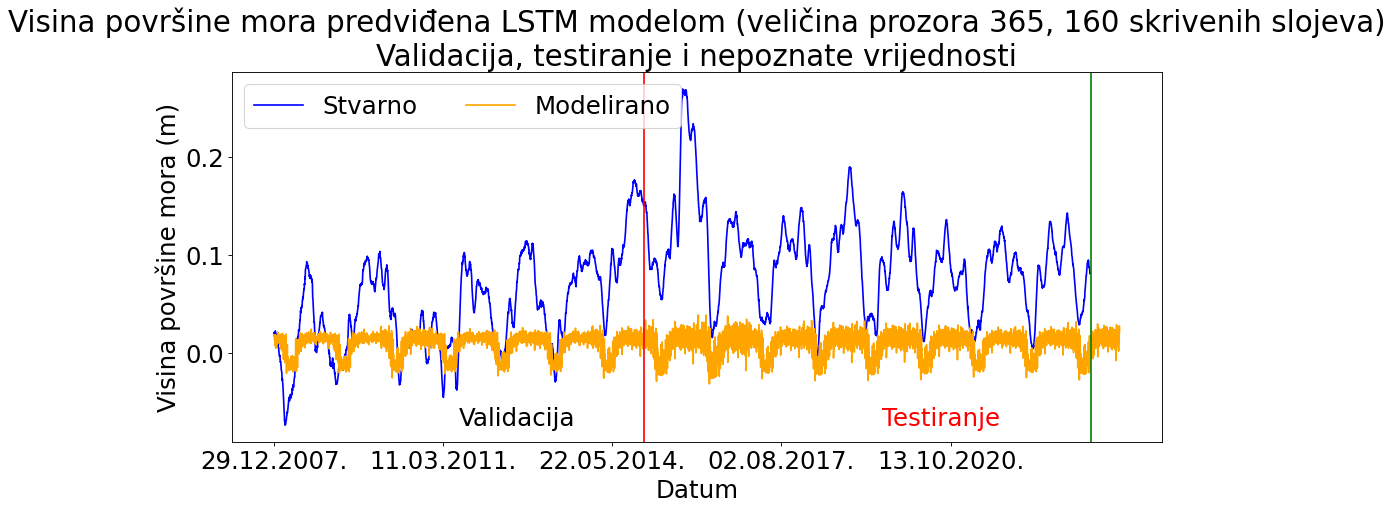 Visina površine mora predviđena LSTM modelom (veličina prozora 365, 160 skrivenih slojeva)
Validacija, testiranje i nepoznate vrijednosti
Stvarno Modelirano
Visina površine mora (m)
0.2
0.1
0.0
Validacija Testiranje
29.12.2007. 11.03.2011. 22.05.2014. 02.08.2017. 13.10.2020.
Datum